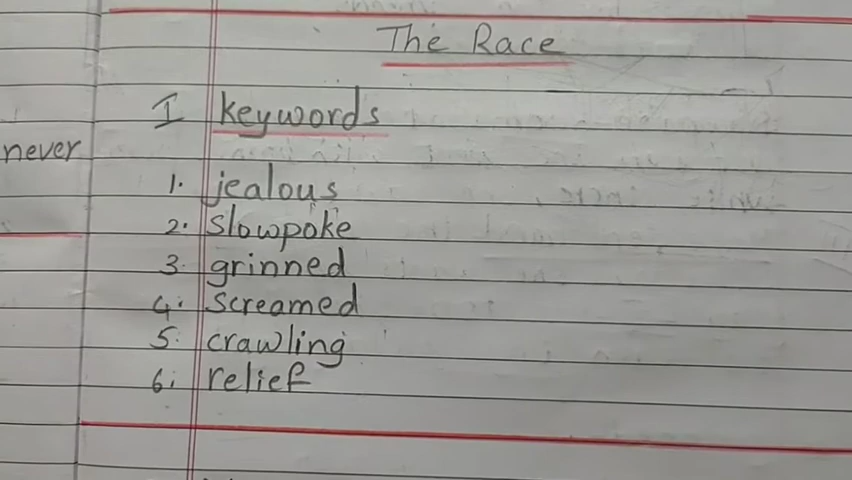 The Race
I keywords
never
1. jealous
2. slowpoke
3. grinned
4. screamed
5. crawling
6. relief